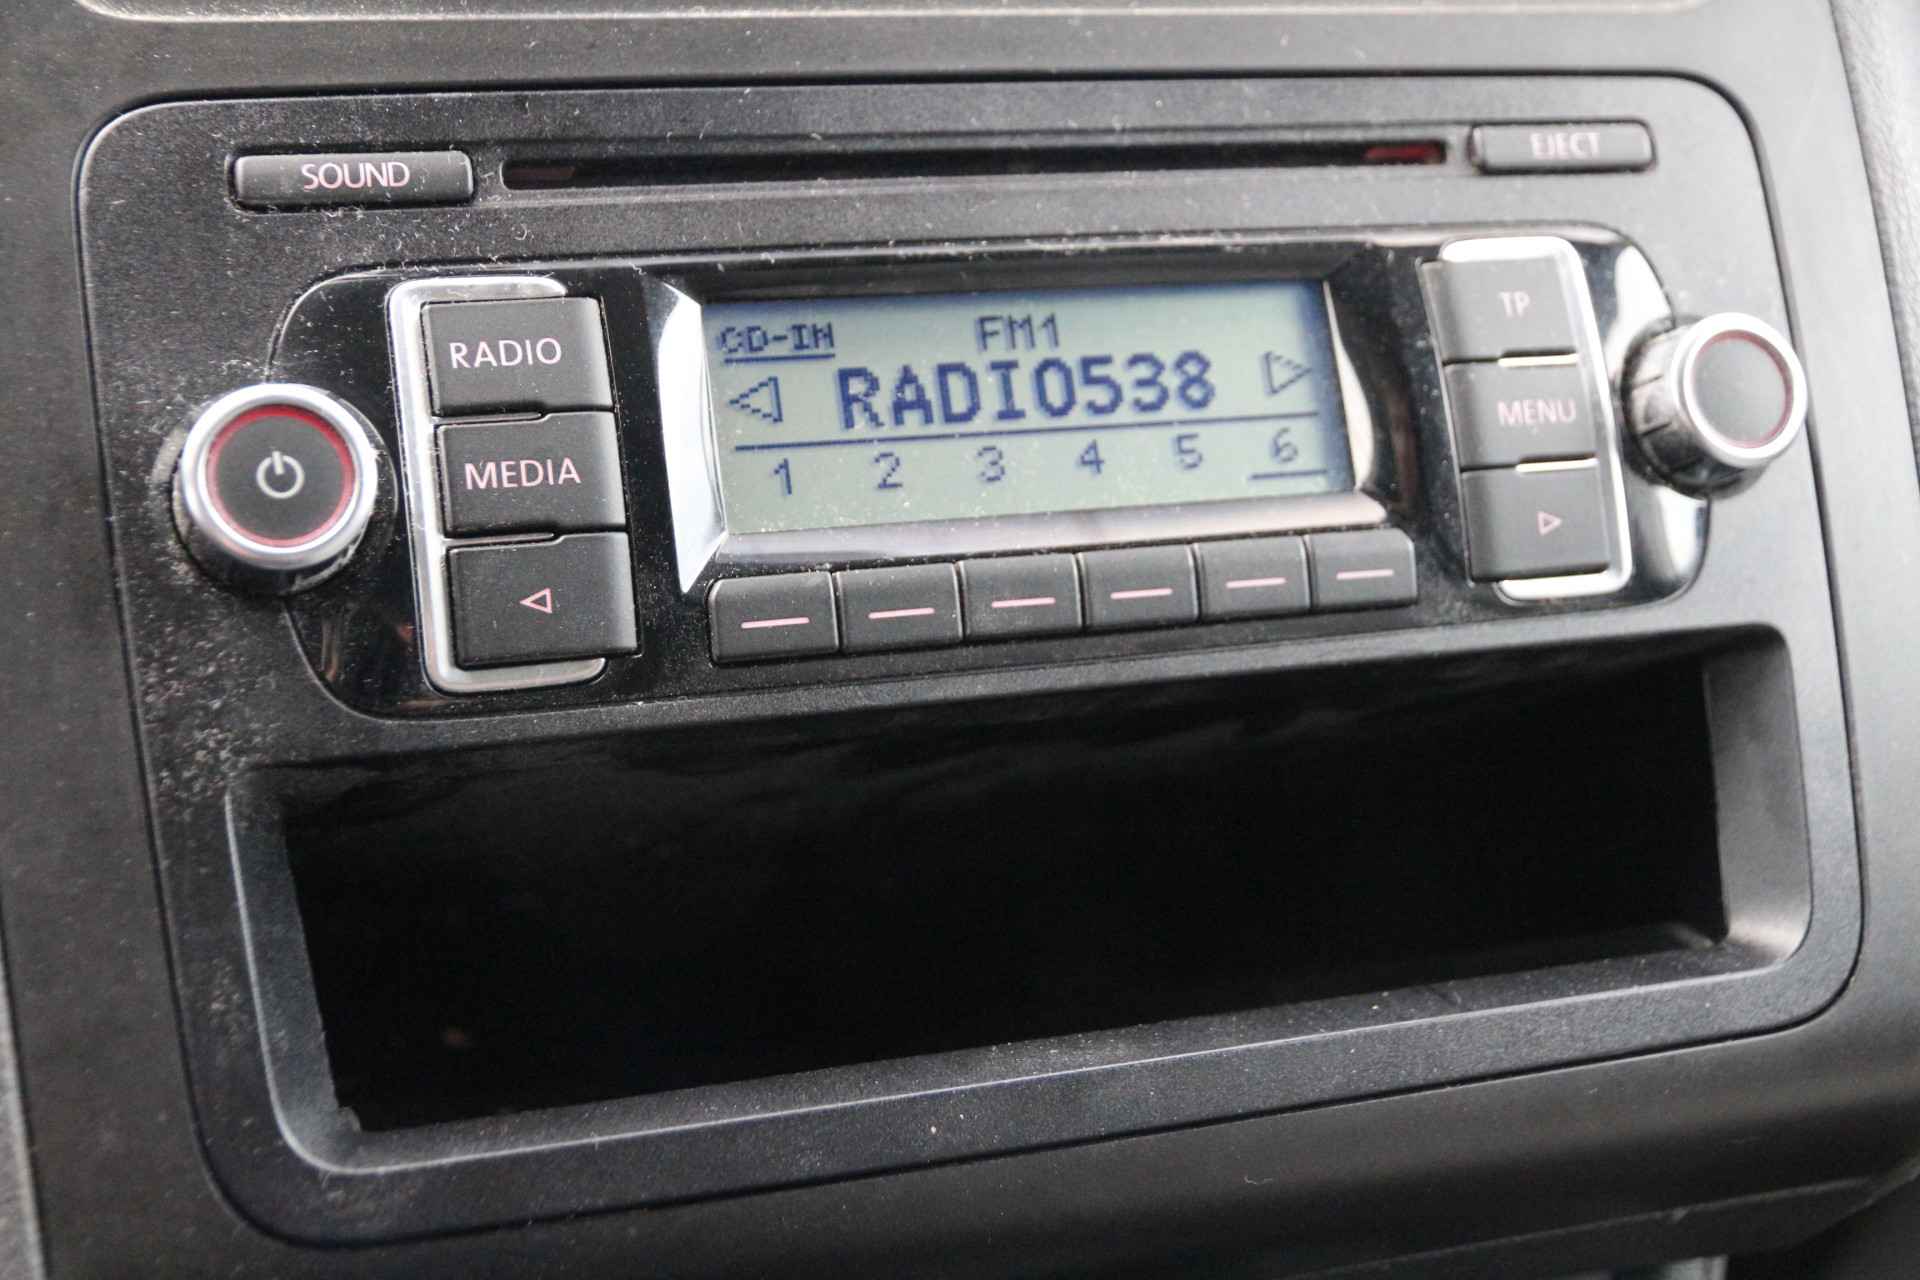 SOUND
EJECT
RADIO
MEDIA
CD-IN
FM1
RADIO538
1 2 3 4 5 6
TP
MENU